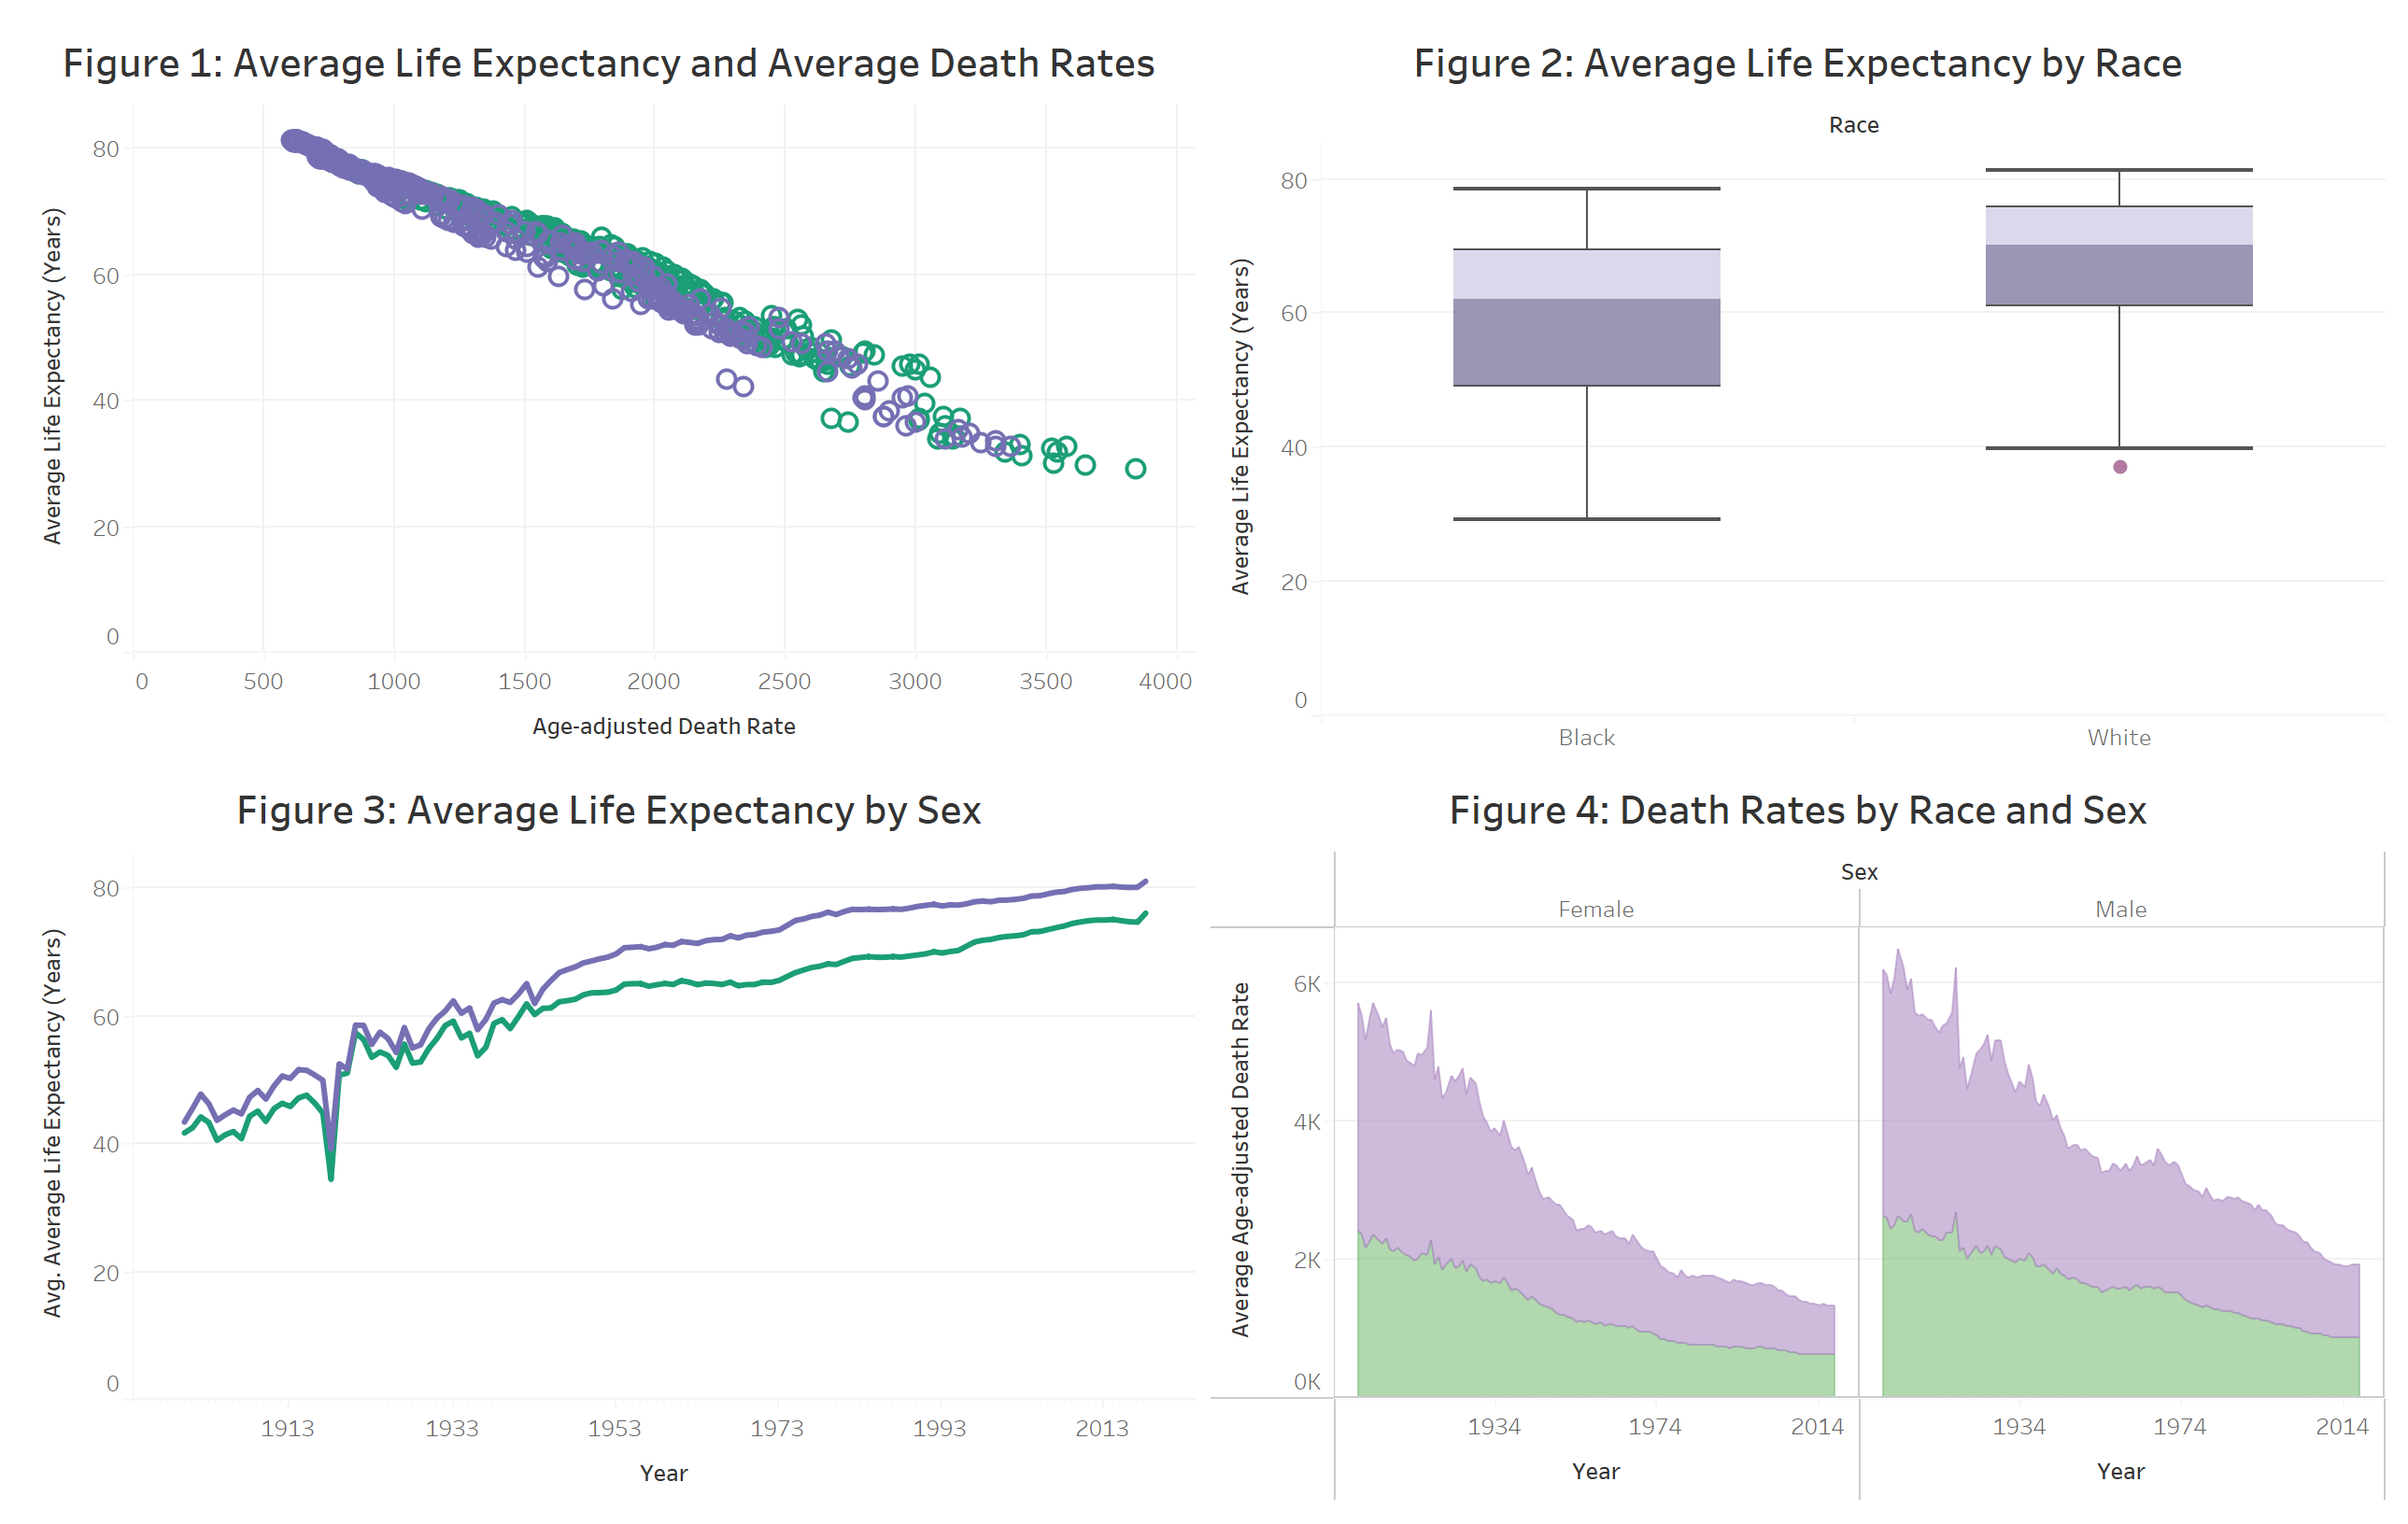 Figure 1: Average Life Expectancy and Average Death Rates
Average Life Expectancy (Years)
80
60
40
20
0
0 500 1000 1500 2000 2500 3000 3500 4000
Age-adjusted Death Rate
Figure 2: Average Life Expectancy by Race
Race
Average Life Expectancy (Years)
80
60
40
20
0
Black White
Figure 3: Average Life Expectancy by Sex
Avg. Average Life Expectancy (Years)
80
60
40
20
0
1913 1933 1953 1973 1993 2013
Year
Figure 4: Death Rates by Race and Sex
Sex
Female Male
Average Age-adjusted Death Rate
6K
4K
2K
0K
1934 1974 2014 1934 1974 2014
Year Year